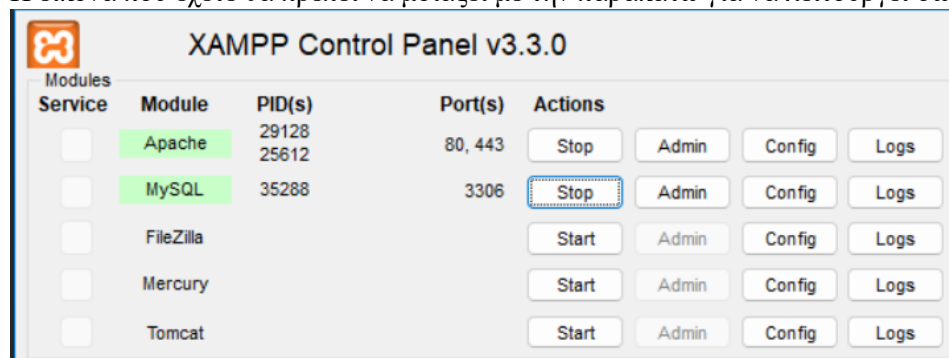 XAMPP Control Panel v3.3.0
Modules
Service Module PID(s) Port(s) Actions
Apache 29128 25612 80, 443 Stop Admin Config Logs
MySQL 35288 3306 Stop Admin Config Logs
FileZilla Start Admin Config Logs
Mercury Start Admin Config Logs
Tomcat Start Admin Config Logs